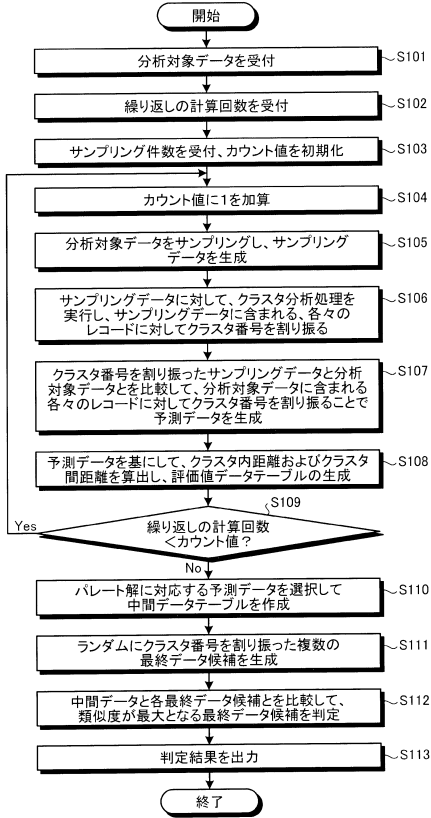 開始
分析対象データを受付
S101
繰り返しの計算回数を受付
S102
サンプリング件数を受付、カウント値を初期化
S103
カウント値に1を加算
S104
分析対象データをサンプリングし、サンプリング
データを生成
S105
サンプリングデータに対して、クラスタ分析処理を
実行し、サンプリングデータに含まれる、各々の
レコードに対してクラスタ番号を割り振る
S106
クラスタ番号を割り振ったサンプリングデータと分析
対象データとを比較して、分析対象データに含まれる
各々のレコードに対してクラスタ番号を割り振ることで
予測データを生成
S107
予測データを基にして、クラスタ内距離およびクラスタ
間距離を算出し、評価値データテーブルの生成
S108
S109
繰り返しの計算回数
<カウント値?
Yes
No
パレート解に対応する予測データを選択して
中間データテーブルを作成
S110
ランダムにクラスタ番号を割り振った複数の
最終データ候補を生成
S111
中間データと各最終データ候補とを比較して、
類似度が最大となる最終データ候補を判定
S112
判定結果を出力
S113
終了